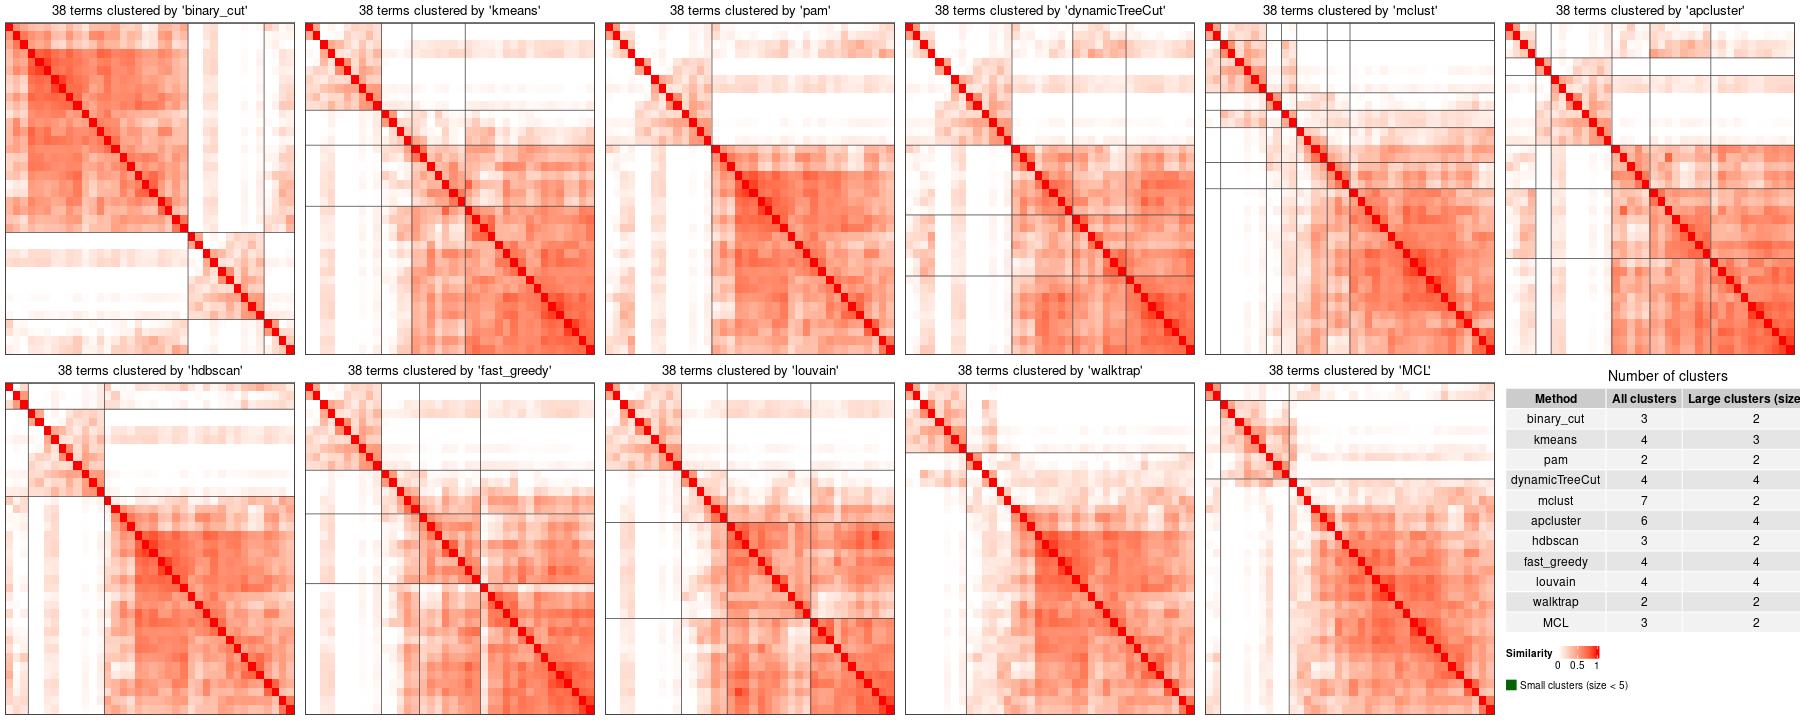 38 terms clustered by 'binary_cut'
38 terms clustered by 'kmeans'
38 terms clustered by 'pam'
38 terms clustered by 'dynamicTreeCut'
38 terms clustered by 'mclust'
38 terms clustered by 'apcluster'
38 terms clustered by 'hdbscan'
38 terms clustered by 'fast_greedy'
38 terms clustered by 'louvain'
38 terms clustered by 'walktrap'
38 terms clustered by 'MCL'
Number of clusters
Method All clusters Large clusters (size
binary_cut 3 2
kmeans 4 3
pam 2 2
dynamicTreeCut 4 4
mclust 7 2
apcluster 6 4
hdbscan 3 2
fast_greedy 4 4
louvain 4 4
walktrap 2 2
MCL 3 2
Similarity
0 0.5 1
Small clusters (size < 5)